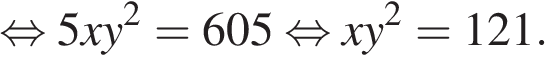 ⇔ 5xy² = 605 ⇔ xy² = 121.